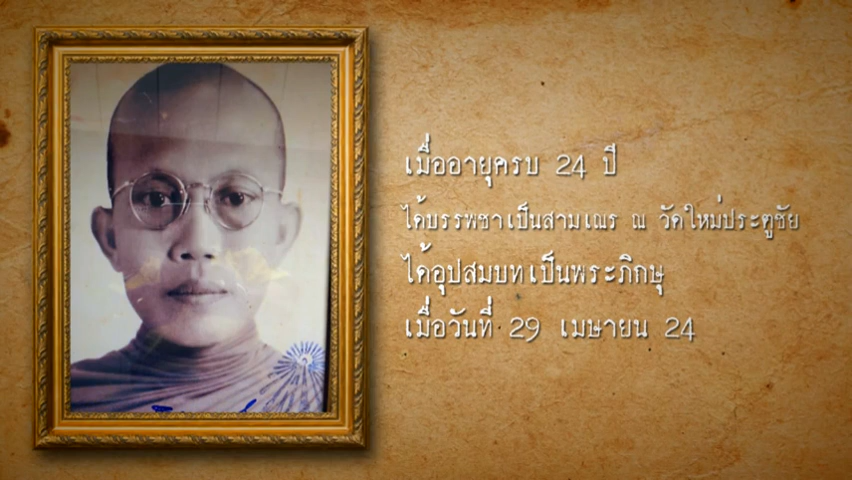 เมื่ออายุครบ 24 ปี
ได้บรรพชาเป็นสามเณร ณ วัดใหม่ประตูชัย
ได้อุปสมบทเป็นพระภิกษุ
เมื่อวันที่ 29 เมษายน 24